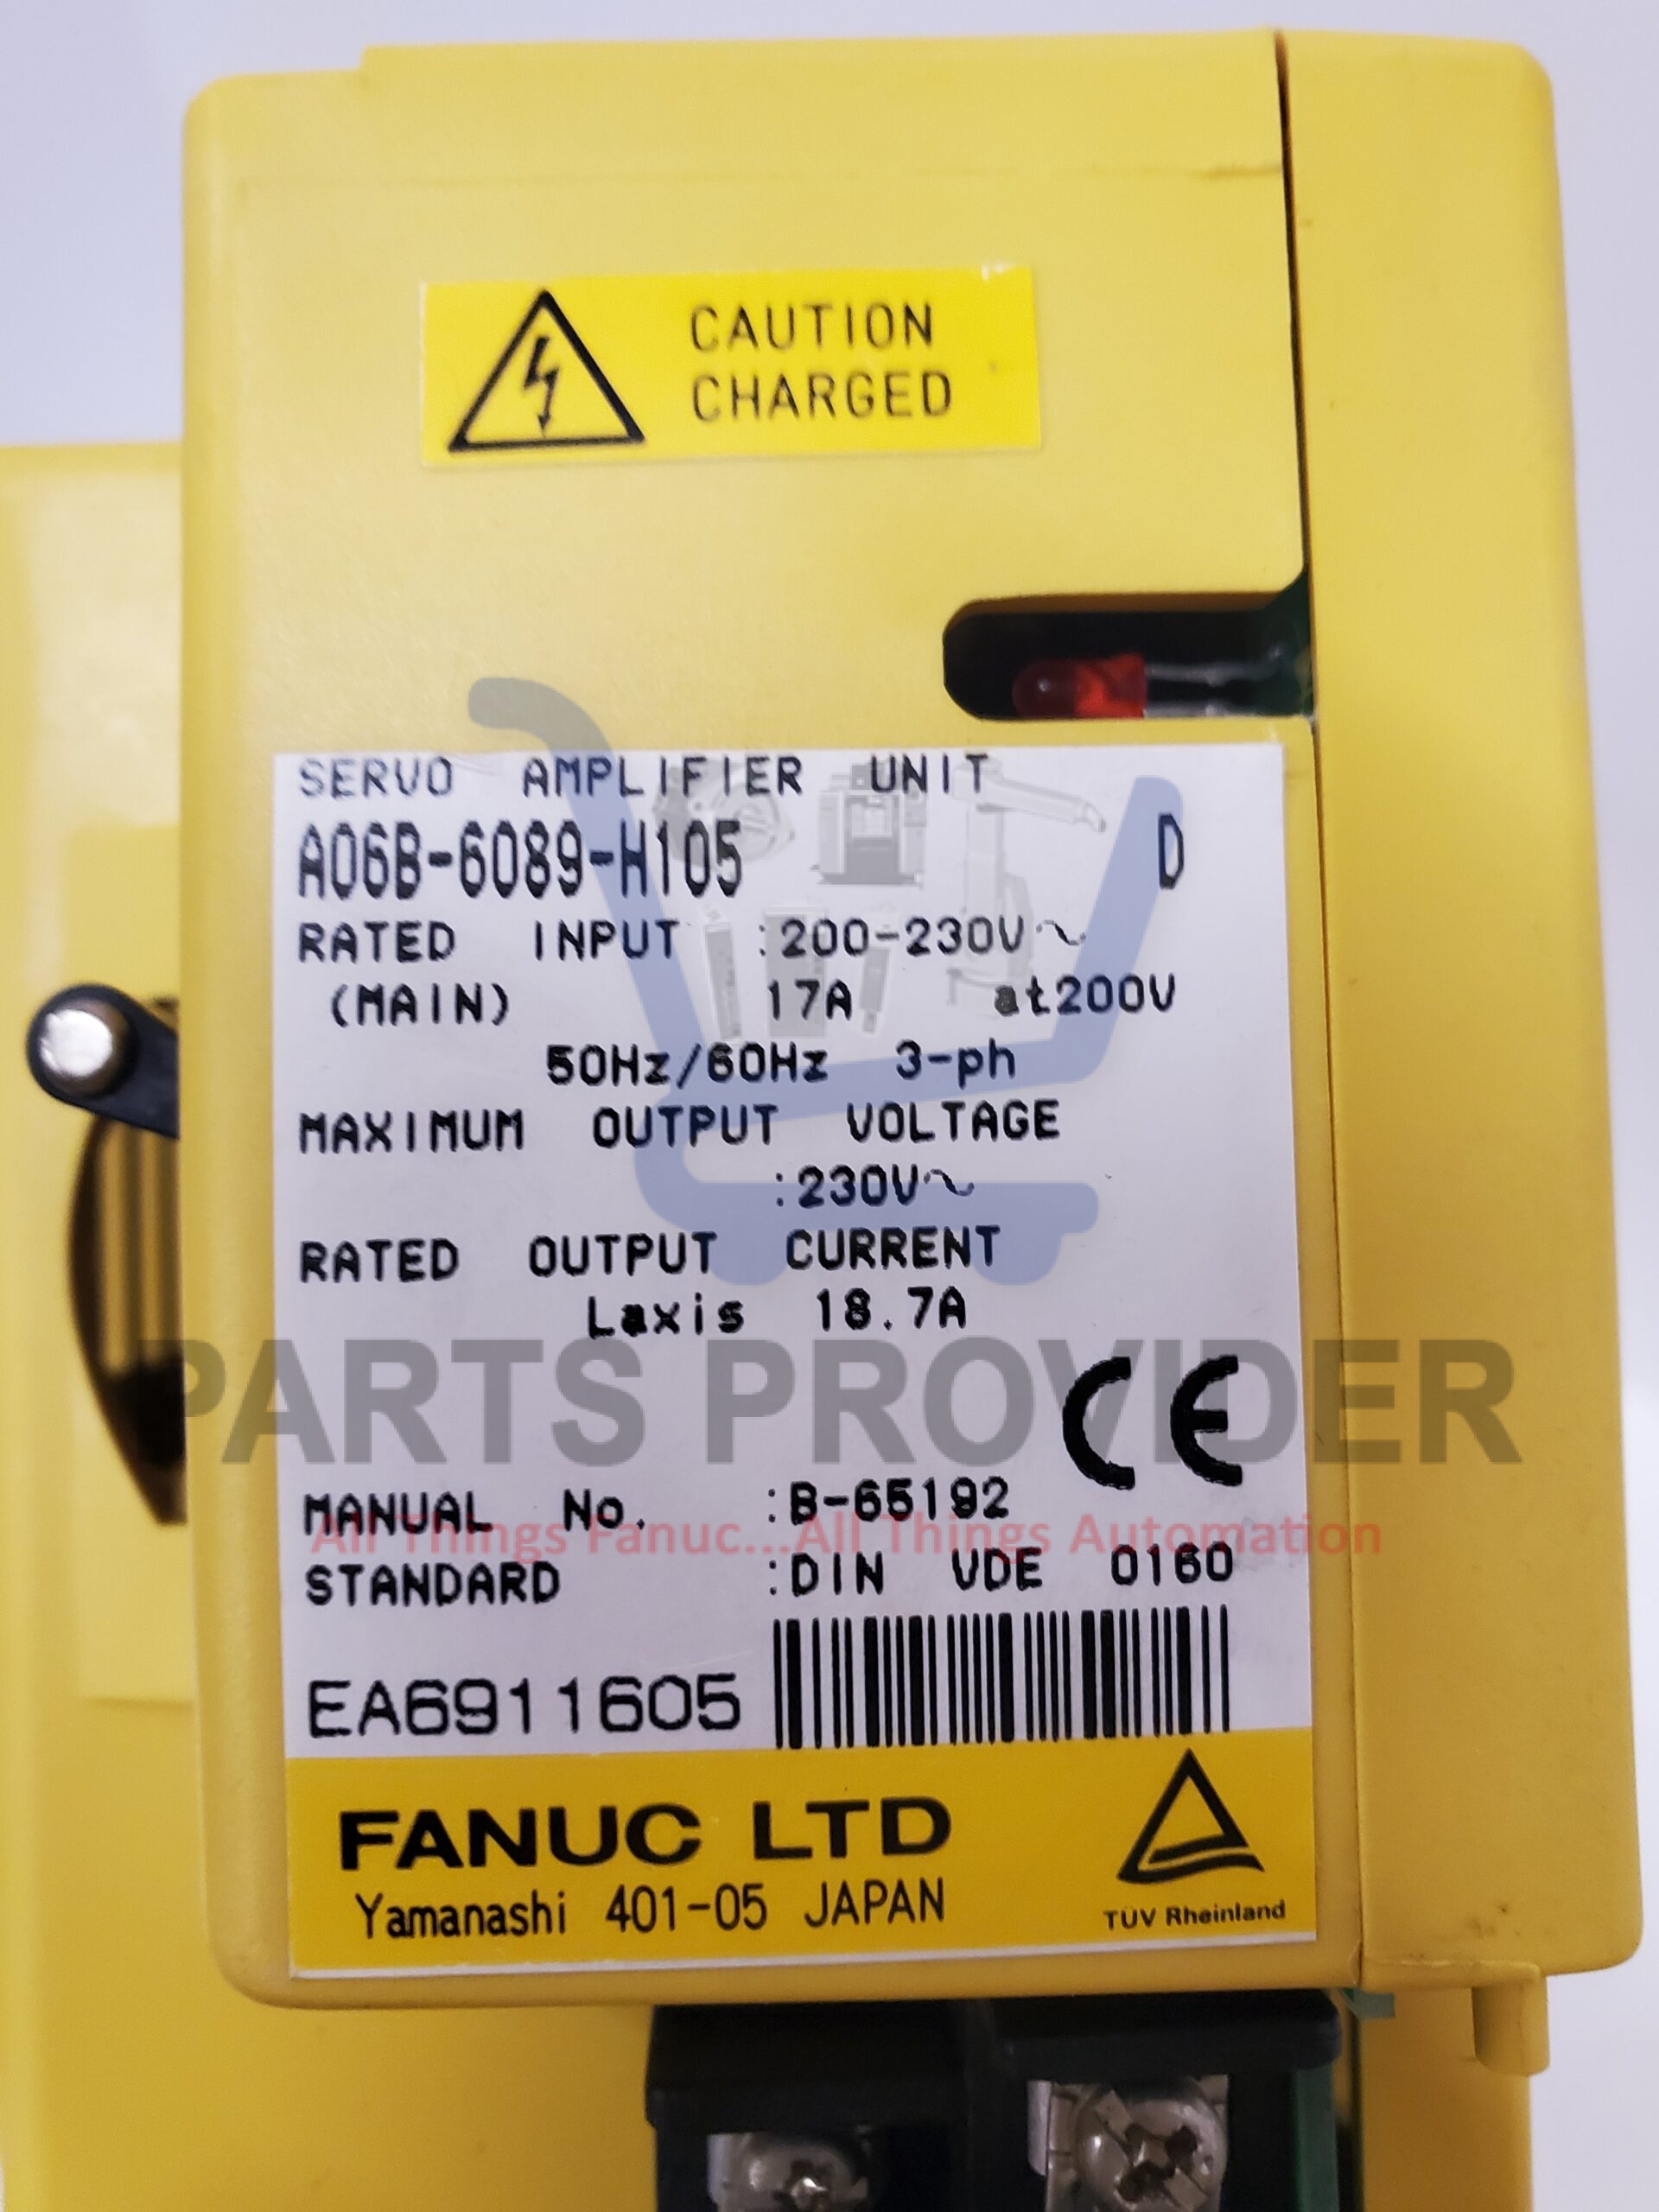 CAUTION
CHARGED
SERVO AMPLIFIER UNIT
A06B-6089-H105 D
RATED INPUT :200-230V~
(MAIN) 17A at200V
50Hz/60Hz 3-ph
MAXIMUM OUTPUT VOLTAGE
:230V~
RATED OUTPUT CURRENT
Laxis 18.7A
PARTS PROVIDER
CE
MANUAL No. :B-65192
All Things Fanuc...All Things Automation
STANDARD :DIN VDE 0160
EA6911605
FANUC LTD
Yamanashi 401-05 JAPAN
TÜV Rheinland